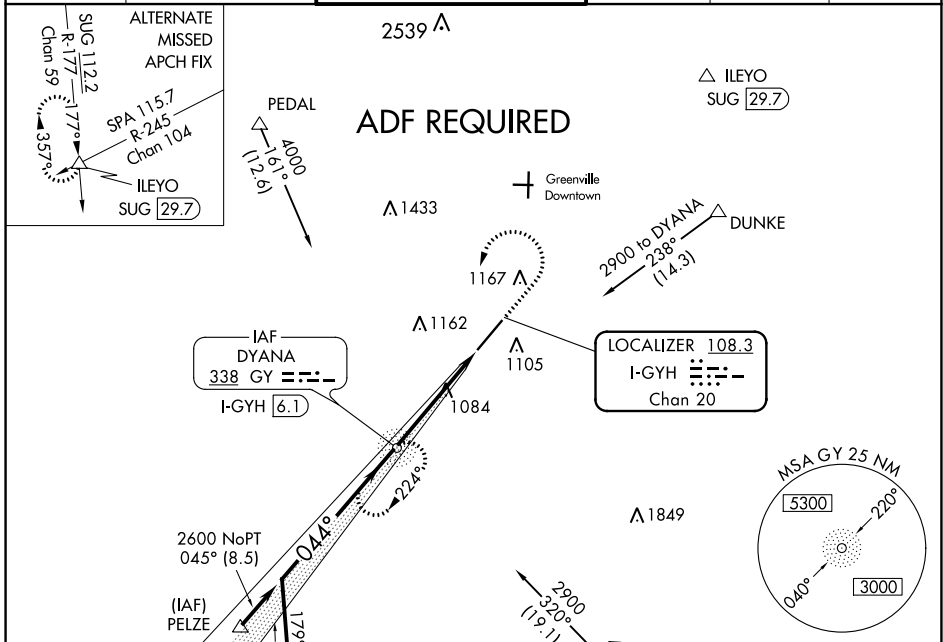 ALTERNATE
MISSED
APCH FIX
SUG 112.2
R-177
Chan 59
177°
357°
SPA 115.7
R-245
Chan 104
ILEYO
SUG 29.7
2539
ILEYO
SUG 29.7
PEDAL
4000
161°
(12.6)
ADF REQUIRED
Greenville
Downtown
1433
DUNKE
2900 to DYANA
238°
(14.3)
1167
1162
1105
IAF
DYANA
338 GY
I-GYH 6.1
LOCALIZER 108.3
I-GYH
Chan 20
1084
224°
044°
1849
MSA GY 25 NM
5300
220°
040°
3000
2600 NoPT
045° (8.5)
(IAF)
PELZE
179°
2900
320°
(19.1)